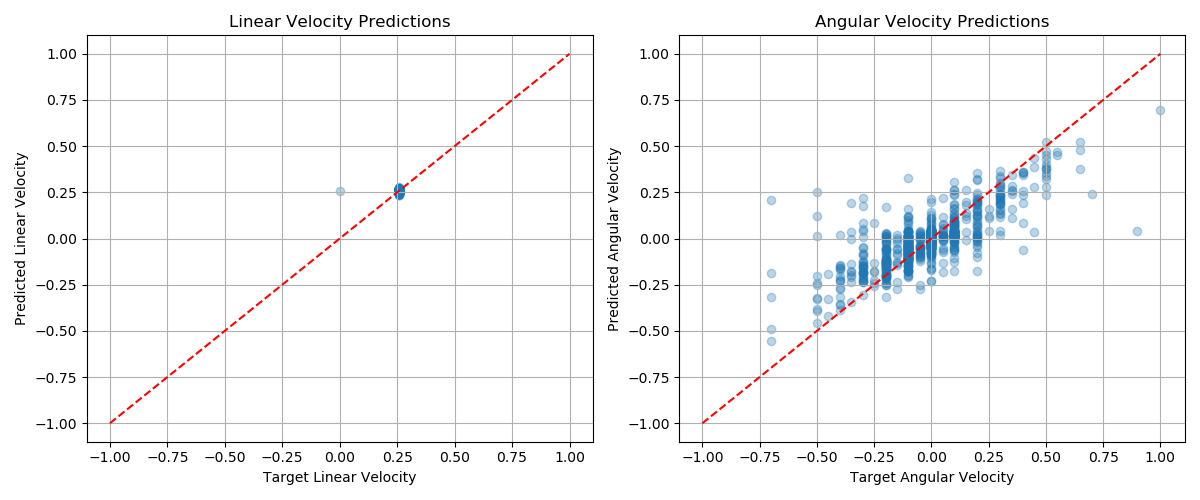 Linear Velocity Predictions
1.00
0.75
0.50
0.25
0.00
−0.25
−0.50
−0.75
−1.00
−1.00 −0.75 −0.50 −0.25 0.00 0.25 0.50 0.75 1.00
Target Linear Velocity
Predicted Linear Velocity
Angular Velocity Predictions
1.00
0.75
0.50
0.25
0.00
−0.25
−0.50
−0.75
−1.00
−1.00 −0.75 −0.50 −0.25 0.00 0.25 0.50 0.75 1.00
Target Angular Velocity
Predicted Angular Velocity